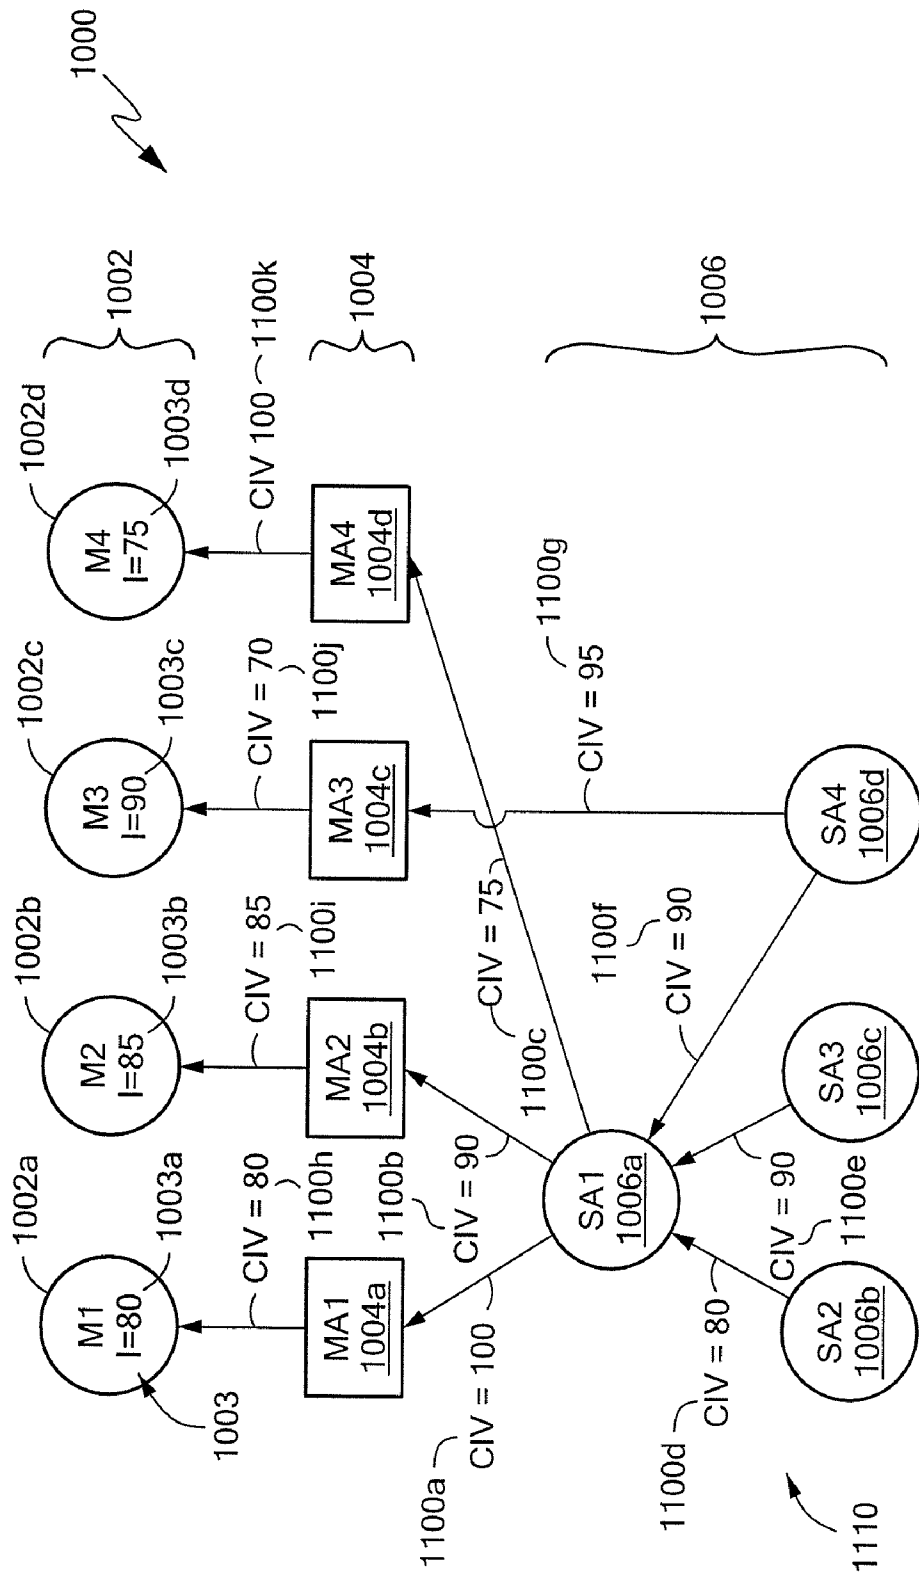 1000
1002
1002a
1002b
1002c
1002d
M1
I=80
M2
I=85
M3
I=90
M4
I=75
1003
1003a
1003b
1003c
1003d
CIV = 80
1100h
CIV = 85
1100i
CIV = 70
1100j
CIV 100
1100k
MA1
1004a
MA2
1004b
MA3
1004c
MA4
1004d
1004
1100a
CIV = 100
1100b
CIV = 90
1100c
CIV = 75
SA1
1006a
1100d
CIV = 80
CIV = 90
1100e
1100f
CIV = 90
CIV = 95
1100g
1006
SA2
1006b
SA3
1006c
SA4
1006d
1110